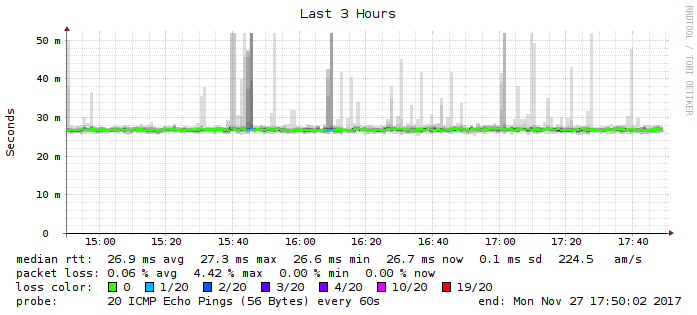 Last 3 Hours
RRDTOOL / TOBI OETIKER
Seconds
50 m
40 m
30 m
20 m
10 m
0
15:00 15:20 15:40 16:00 16:20 16:40 17:00 17:20 17:40
median rtt: 26.9 ms avg 27.3 ms max 26.6 ms min 26.7 ms now 0.1 ms sd 224.5 am/s
packet loss: 0.06 % avg 4.42 % max 0.00 % min 0.00 % now
loss color: 0 1/20 2/20 3/20 4/20 10/20 19/20
probe: 20 ICMP Echo Pings (56 Bytes) every 60s end: Mon Nov 27 17:50:02 2017